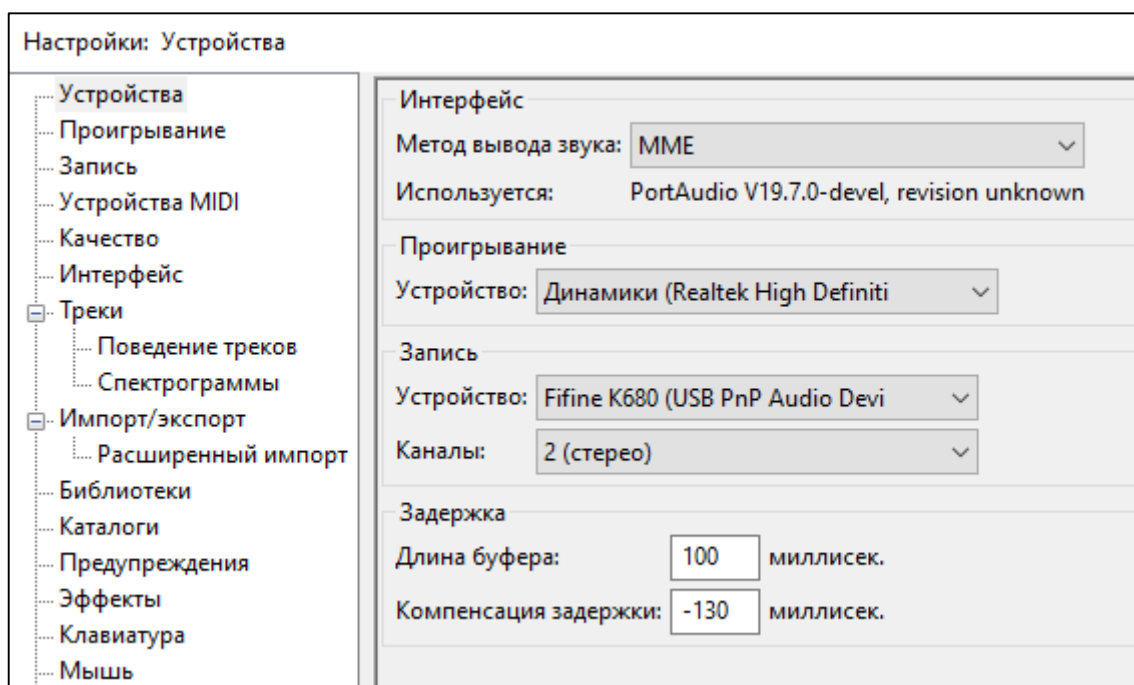 Настройки: Устройства
Устройства
Проигрывание
Запись
Устройства MIDI
Качество
Интерфейс
Треки
Поведение треков
Спектрограммы
Импорт/экспорт
Расширенный импорт
Библиотеки
Каталоги
Предупреждения
Эффекты
Клавиатура
Мышь
Интерфейс
Метод вывода звука: MME
Используется: PortAudio V19.7.0-devel, revision unknown
Проигрывание
Устройство: Динамики (Realtek High Definiti
Запись
Устройство: Fifine K680 (USB PnP Audio Devi
Каналы: 2 (стерео)
Задержка
Длина буфера: 100 миллисек.
Компенсация задержки: -130 миллисек.